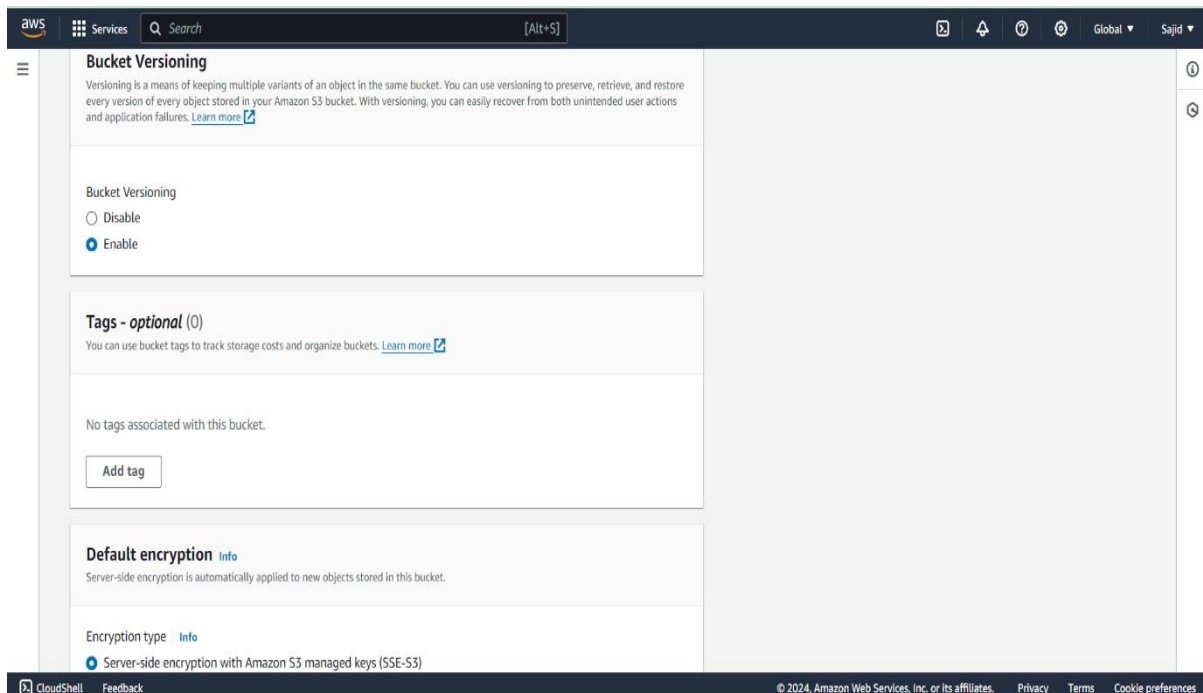 aws
Services
Search
[Alt+S]
Global
Sajid
Bucket Versioning
Versioning is a means of keeping multiple variants of an object in the same bucket. You can use versioning to preserve, retrieve, and restore
every version of every object stored in your Amazon S3 bucket. With versioning, you can easily recover from both unintended user actions
and application failures. Learn more
Bucket Versioning
Disable
Enable
Tags - optional (0)
You can use bucket tags to track storage costs and organize buckets. Learn more
No tags associated with this bucket.
Add tag
Default encryption Info
Server-side encryption is automatically applied to new objects stored in this bucket.
Encryption type Info
Server-side encryption with Amazon S3 managed keys (SSE-S3)
CloudShell Feedback © 2024, Amazon Web Services, Inc. or its affiliates. Privacy Terms Cookie preferences